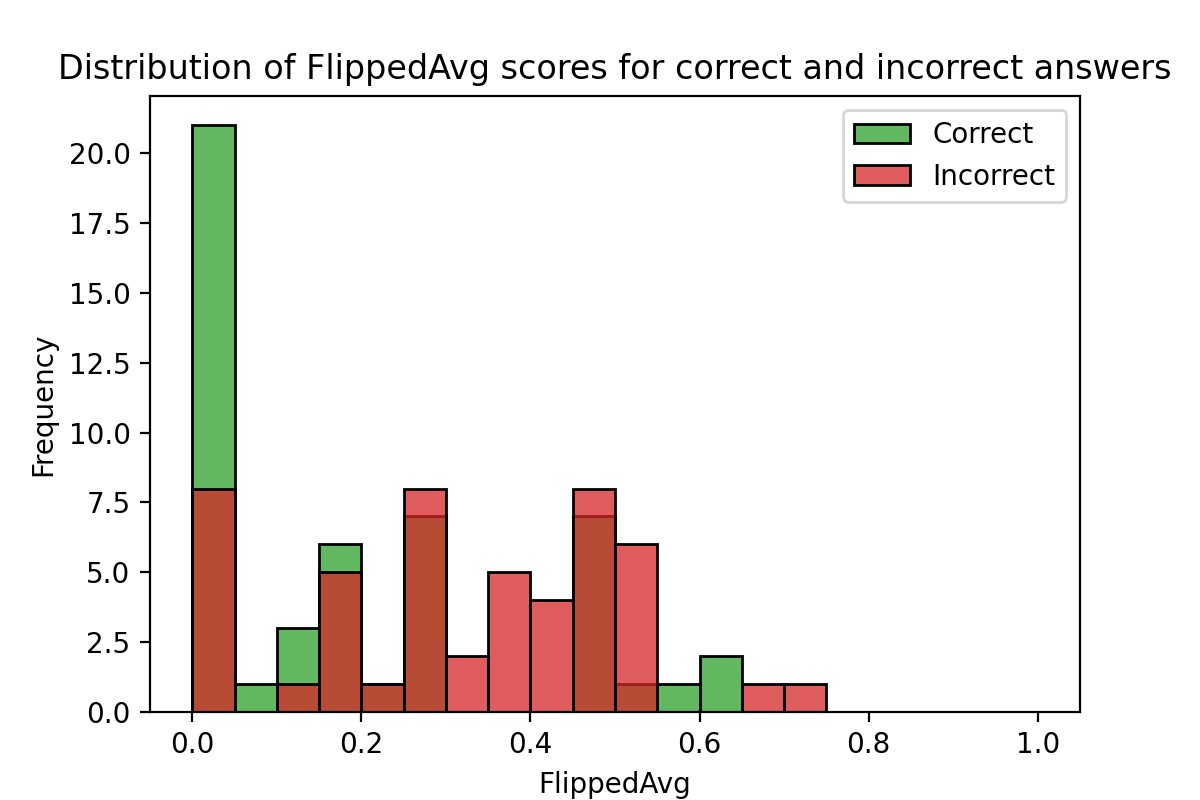 Distribution of FlippedAvg scores for correct and incorrect answers
Correct
Incorrect
20.0
17.5
15.0
12.5
10.0
7.5
5.0
2.5
0.0
Frequency
0.0 0.2 0.4 0.6 0.8 1.0
FlippedAvg